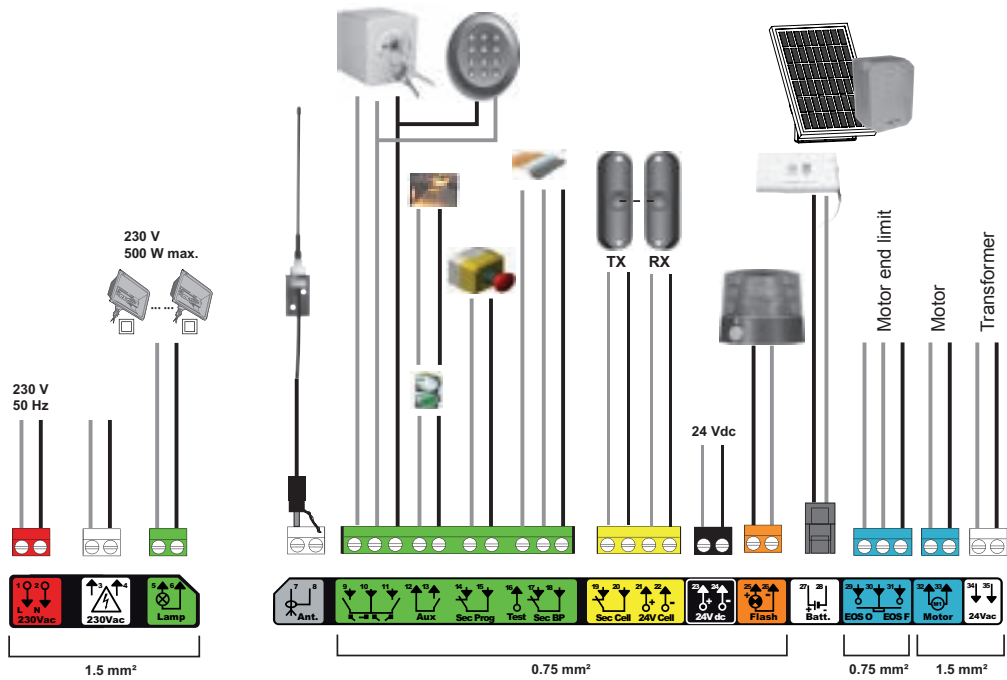 230 V
500 W max.
230 V
50 Hz
TX
RX
24 Vdc
Motor end limit
Motor
Transformer
1 2
L N
230Vac
3 4
230Vac
5 6
Lamp
7 8
Ant.
9 10 11
12 13
Aux
14 15
Sec Prog
16
Test
17 18
Sec BP
19 20
Sec Cell
21 22
+ -
24V Cell
23 24
+ -
24V dc
25 26
+ -
Flash
27 28
+ -
Batt.
29 30 31
EOS O EOS F
32 33
M1
Motor
34 35
24Vac
1.5 mm²
0.75 mm²
0.75 mm²
1.5 mm²